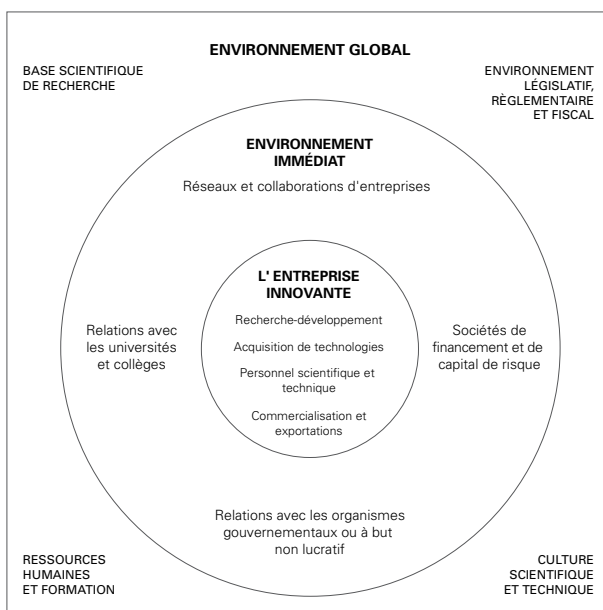 ENVIRONNEMENT GLOBAL
BASE SCIENTIFIQUE
DE RECHERCHE
ENVIRONNEMENT
LÉGISLATIF,
RÈGLEMENTAIRE
ET FISCAL
ENVIRONNEMENT
IMMÉDIAT
Réseaux et collaborations d'entreprises
L' ENTREPRISE
INNOVANTE
Recherche-développement
Acquisition de technologies
Personnel scientifique et
technique
Commercialisation et
exportations
Relations avec
les universités
et collèges
Sociétés de
financement et de
capital de risque
Relations avec les organismes
gouvernementaux ou à but
non lucratif
RESSOURCES
HUMAINES
ET FORMATION
CULTURE
SCIENTIFIQUE
ET TECHNIQUE